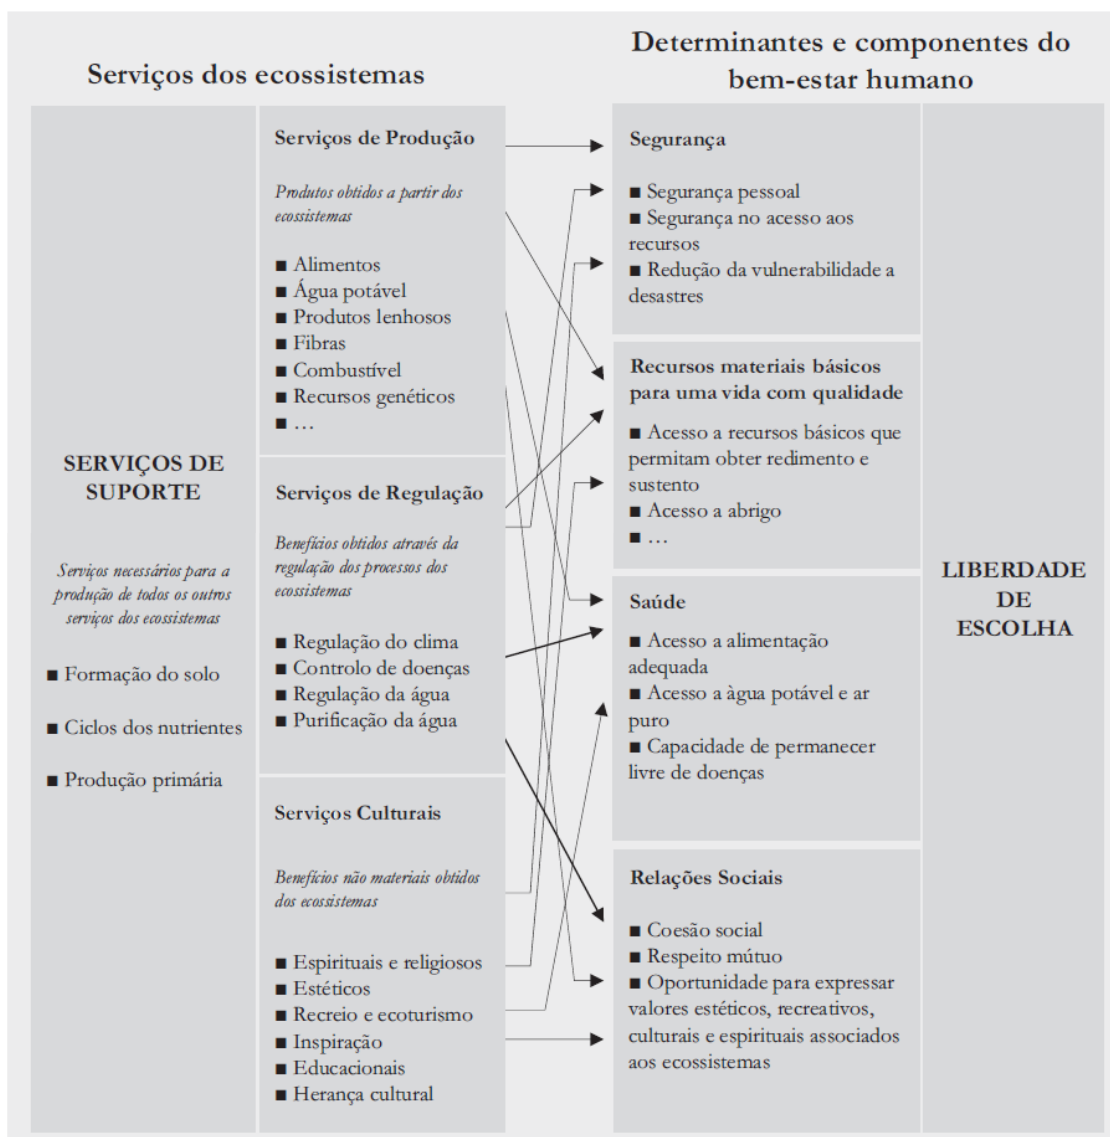 Serviços dos ecossistemas
Determinantes e componentes do
bem-estar humano
SERVIÇOS DE
SUPORTE
Serviços necessários para a
produção de todos os outros
serviços dos ecossistemas
■ Formação do solo
■ Ciclos dos nutrientes
■ Produção primária
Serviços de Produção
Produtos obtidos a partir dos
ecossistemas
■ Alimentos
■ Água potável
■ Produtos lenhosos
■ Fibras
■ Combustível
■ Recursos genéticos
■ …
Serviços de Regulação
Benefícios obtidos através da
regulação dos processos dos
ecossistemas
■ Regulação do clima
■ Controlo de doenças
■ Regulação da água
■ Purificação da água
Serviços Culturais
Benefícios não materiais obtidos
dos ecossistemas
■ Espirituais e religiosos
■ Estéticos
■ Recreio e ecoturismo
■ Inspiração
■ Educacionais
■ Herança cultural
Segurança
■ Segurança pessoal
■ Segurança no acesso aos
recursos
■ Redução da vulnerabilidade a
desastres
Recursos materiais básicos
para uma vida com qualidade
■ Acesso a recursos básicos que
permitam obter redimento e
sustento
■ Acesso a abrigo
■ …
Saúde
■ Acesso a alimentação
adequada
■ Acesso a àgua potável e ar
puro
■ Capacidade de permanecer
livre de doenças
Relações Sociais
■ Coesão social
■ Respeito mútuo
■ Oportunidade para expressar
valores estéticos, recreativos,
culturais e espirituais associados
aos ecossistemas
LIBERDADE
DE
ESCOLHA